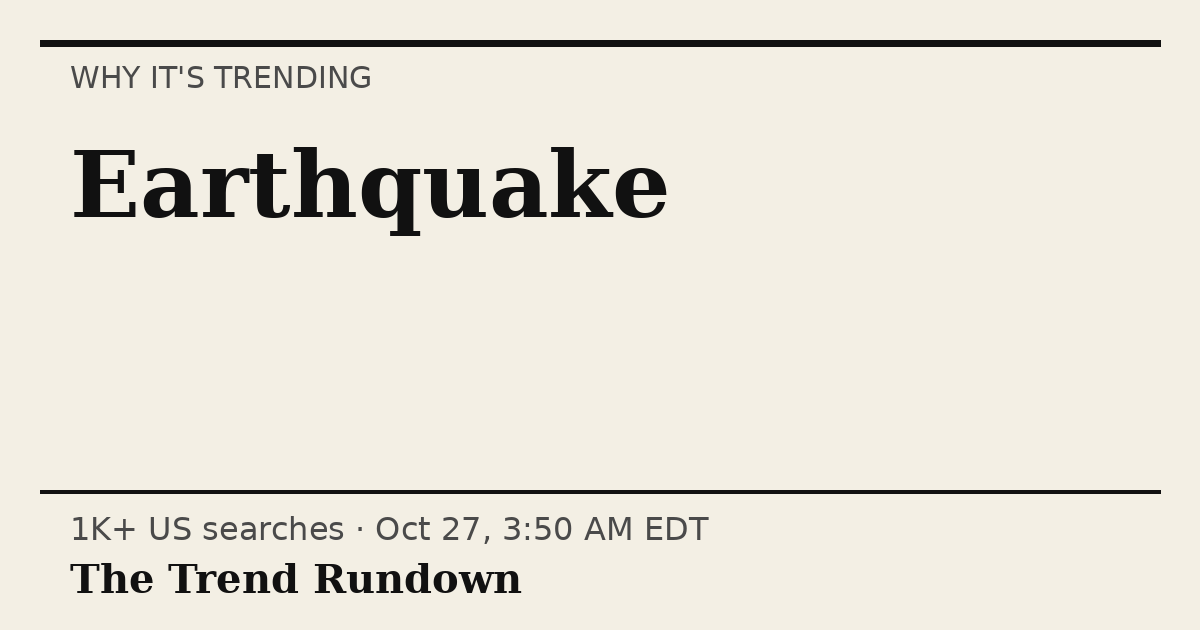 WHY IT'S TRENDING
Earthquake
1K+ US searches · Oct 27, 3:50 AM EDT
The Trend Rundown